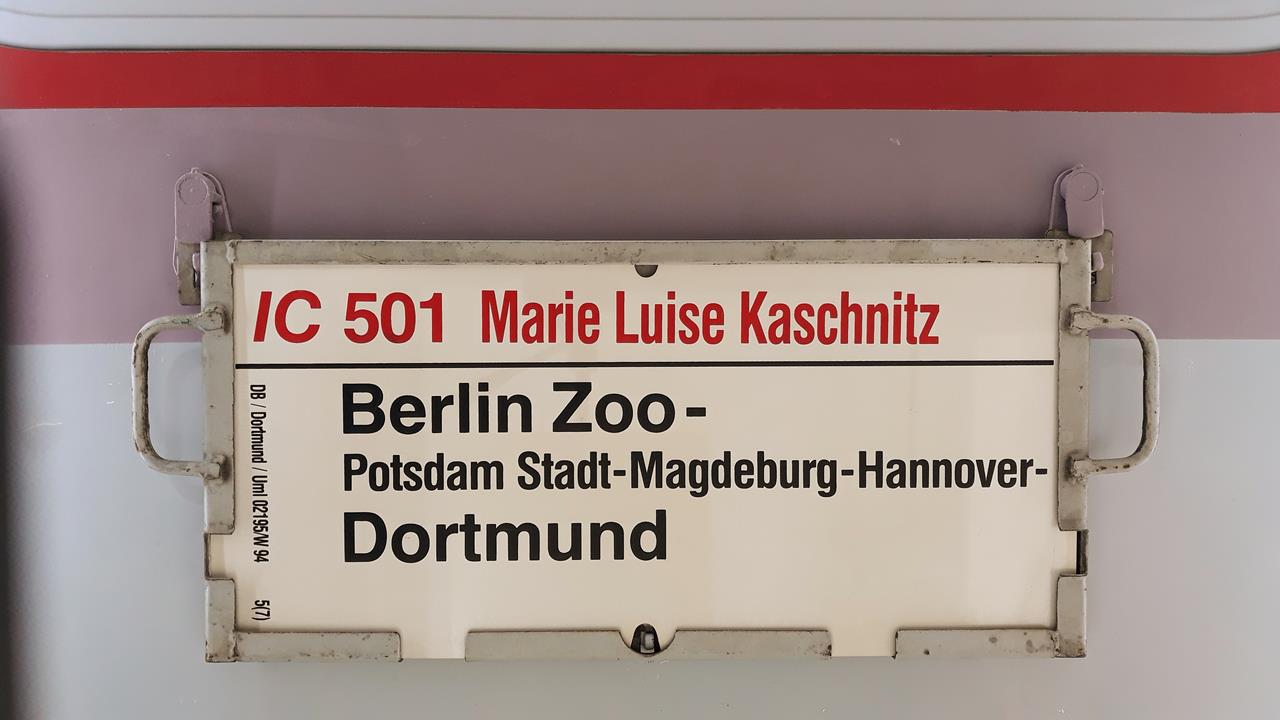 IC 501 Marie Luise Kaschnitz
Berlin Zoo-
Potsdam Stadt-Magdeburg-Hannover-
Dortmund
DB / Dortmund / Uml 02195/W 94 5(7)